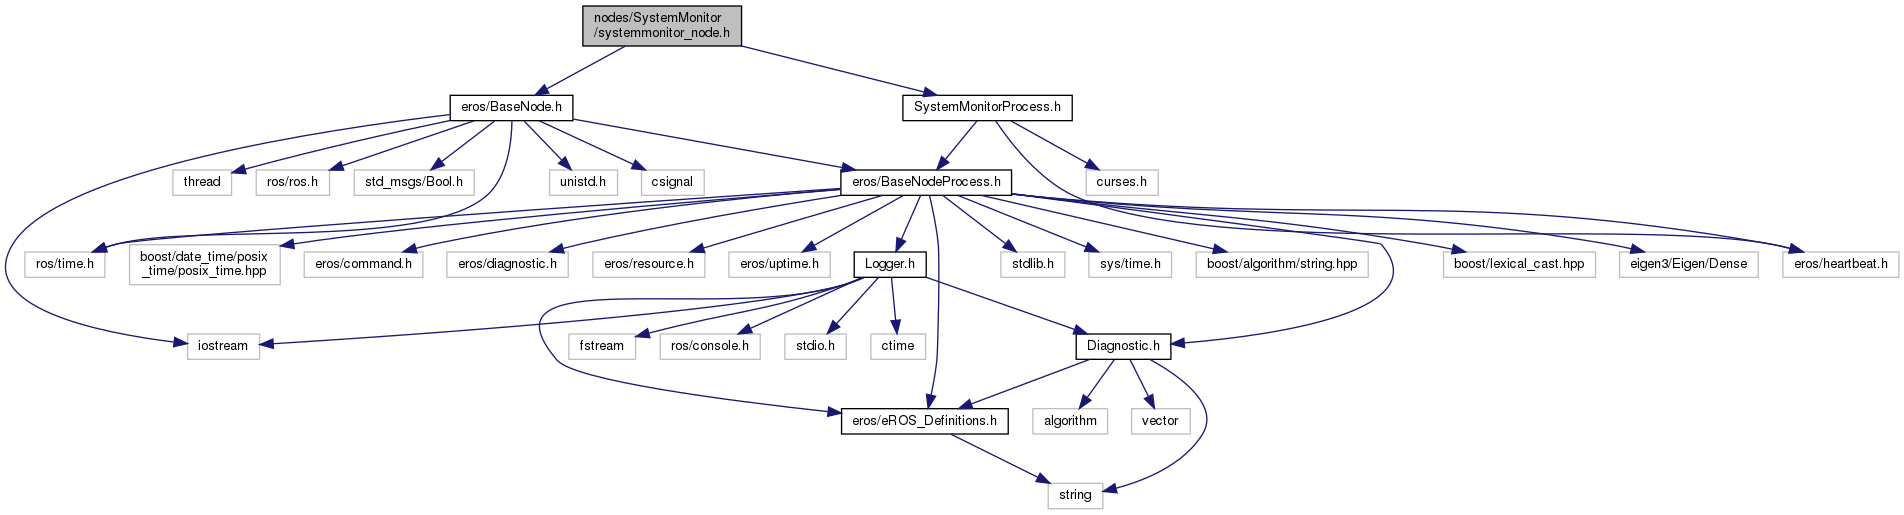 nodes/SystemMonitor
/systemmonitor_node.h
eros/BaseNode.h
SystemMonitorProcess.h
thread
ros/ros.h
std_msgs/Bool.h
unistd.h
csignal
eros/BaseNodeProcess.h
curses.h
ros/time.h
boost/date_time/posix
_time/posix_time.hpp
eros/command.h
eros/diagnostic.h
eros/resource.h
eros/uptime.h
Logger.h
stdlib.h
sys/time.h
boost/algorithm/string.hpp
boost/lexical_cast.hpp
eigen3/Eigen/Dense
eros/heartbeat.h
iostream
fstream
ros/console.h
stdio.h
ctime
Diagnostic.h
eros/eROS_Definitions.h
algorithm
vector
string